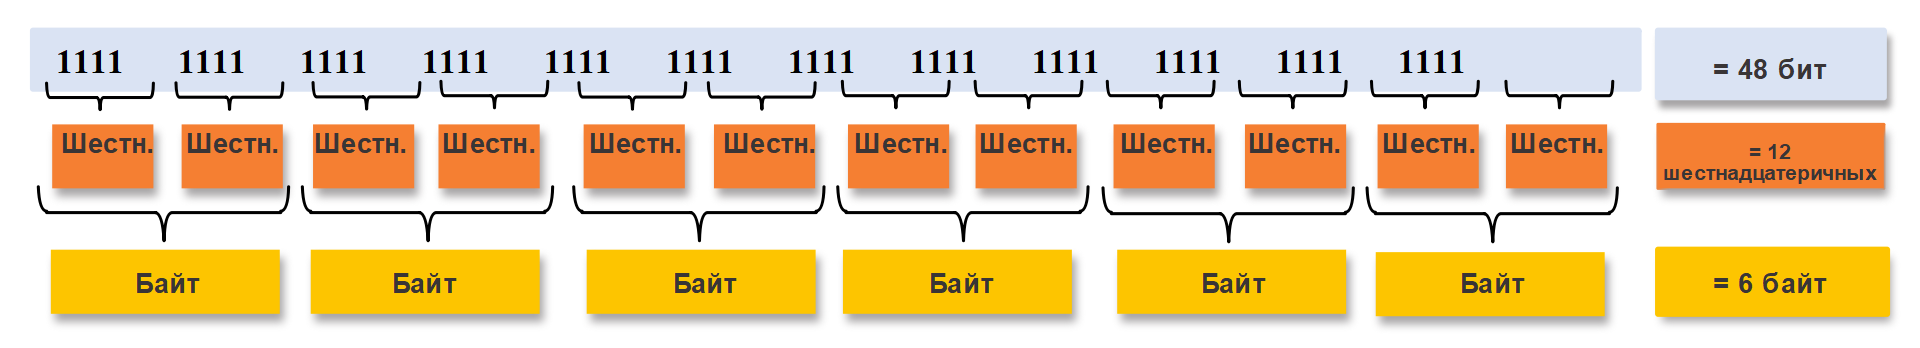 1111 1111 1111 1111 1111 1111 1111 1111 1111 1111 1111 1111
= 48 бит
Шестн. Шестн. Шестн. Шестн. Шестн. Шестн. Шестн. Шестн. Шестн. Шестн. Шестн. Шестн.
= 12
шестнадцатеричных
Байт Байт Байт Байт Байт Байт
= 6 байт